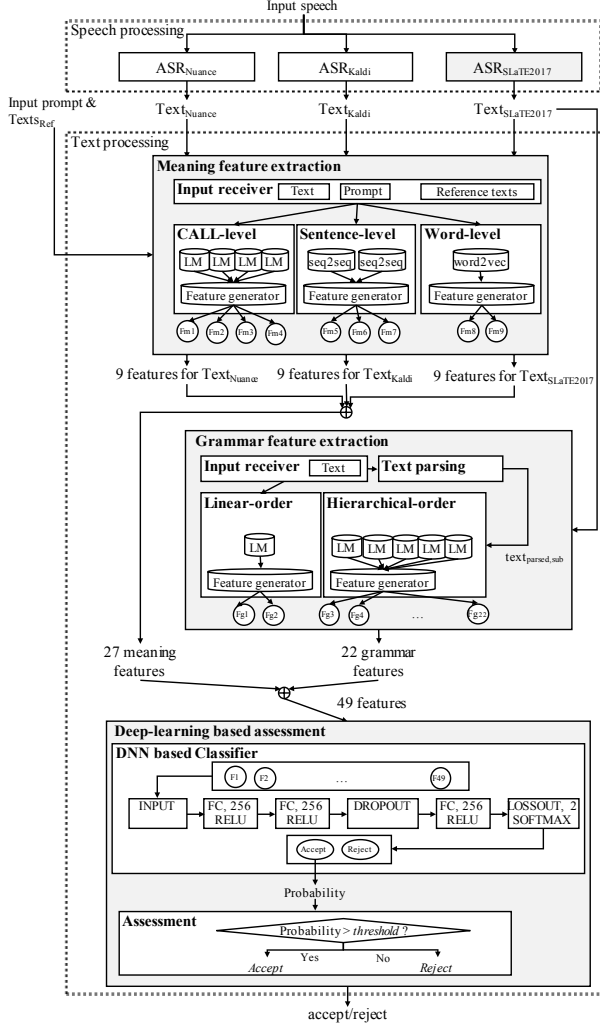 Input speech
Speech processing
ASRNuance ASRKaldi ASRSLaTE2017
Input prompt &
TextsRef
TextNuance TextKaldi TextSLaTE2017
Text processing
Meaning feature extraction
Input receiver Text Prompt Reference texts
CALL-level Sentence-level Word-level
LM LM LM LM seq2seq seq2seq word2vec
Feature generator Feature generator Feature generator
Fm1 Fm2 Fm3 Fm4 Fm5 Fm6 Fm7 Fm8 Fm9
9 features for TextNuance 9 features for TextKaldi 9 features for TextSLaTE2017
Grammar feature extraction
Input receiver Text Text parsing
Linear-order Hierarchical-order
LM LM LM LM LM LM
textparsed,sub
Feature generator Feature generator
Fg1 Fg2 Fg3 Fg4 … Fg22
27 meaning
features
22 grammar
features
49 features
Deep-learning based assessment
DNN based Classifier
F1 F2 … F49
INPUT FC, 256 FC, 256 DROPOUT FC, 256 LOSSOUT, 2
RELU RELU RELU SOFTMAX
Accept Reject
Probability
Assessment
Probability > threshold ?
Yes No
Accept Reject
accept/reject